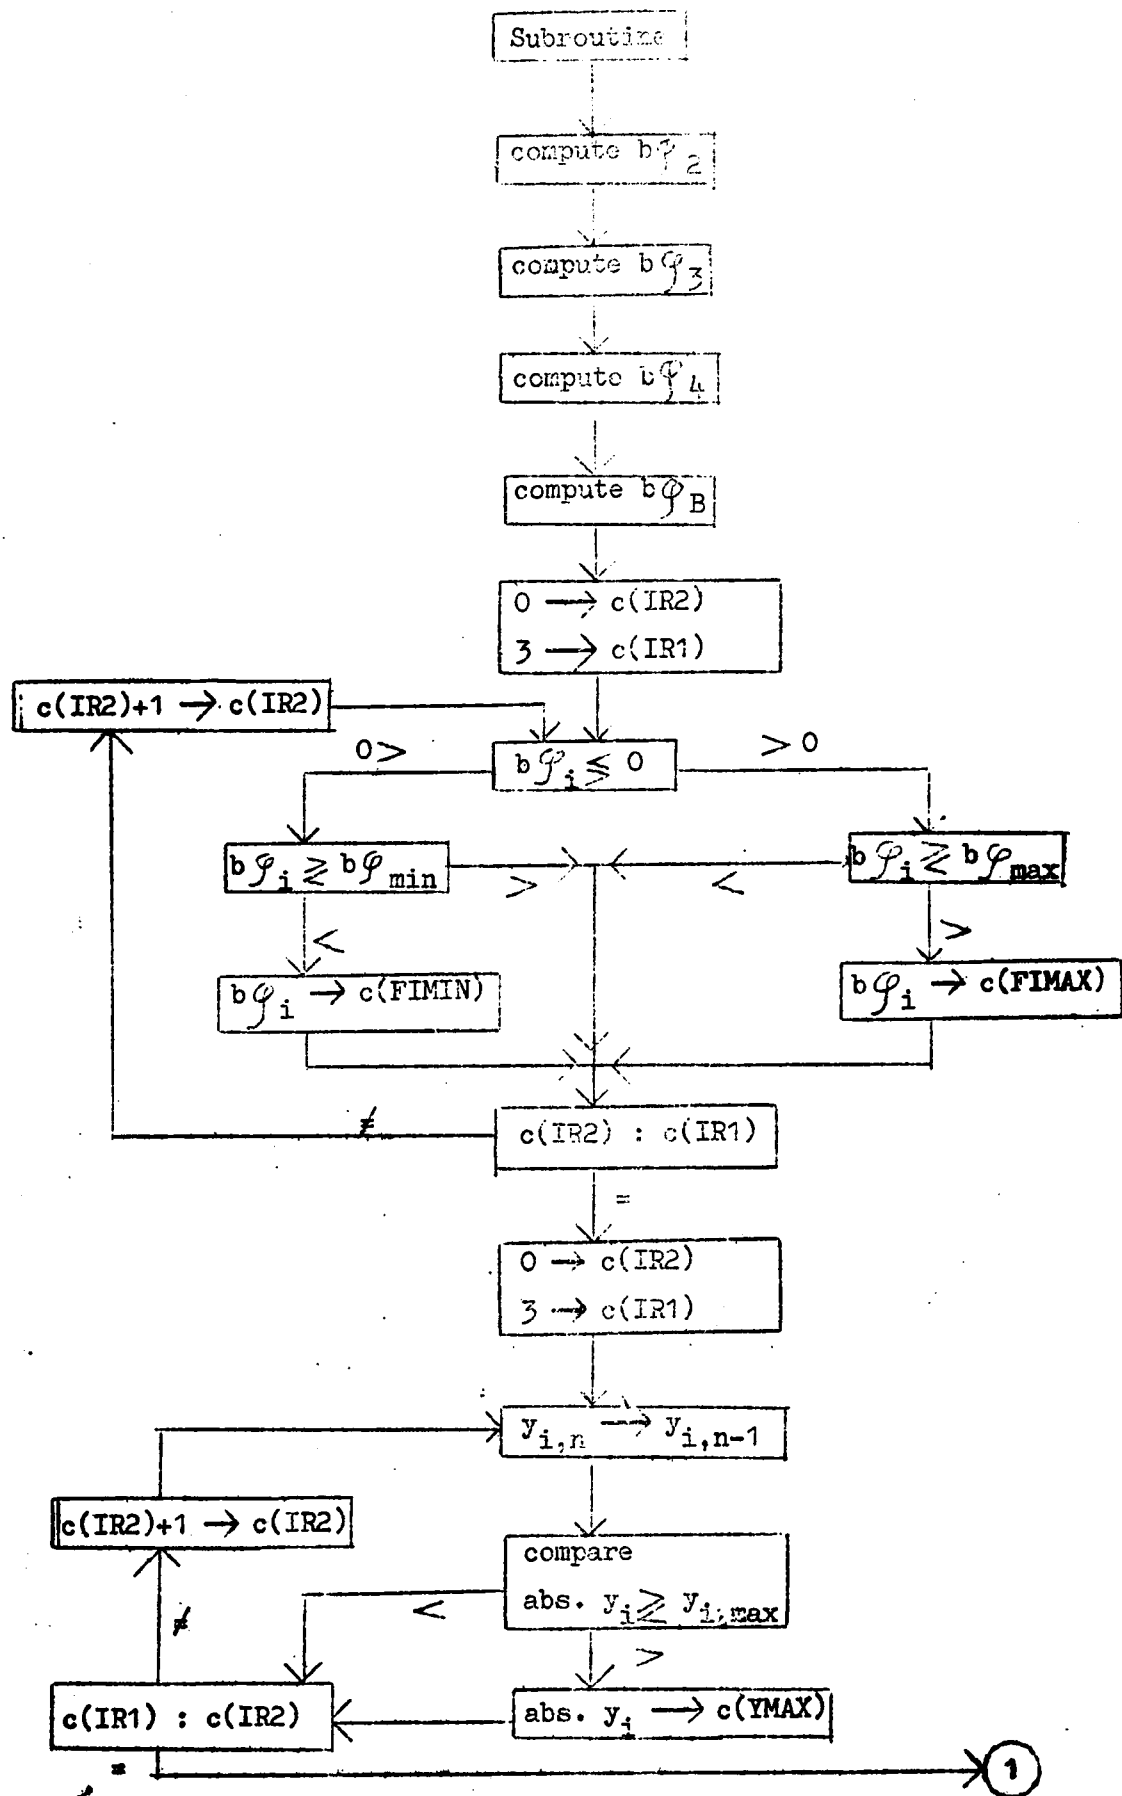 Subroutine
compute bφ2
compute bφ3
compute bφ4
compute bφB
0 → c(IR2)
3 → c(IR1)
c(IR2)+1 → c(IR2)
0> bφi ≤≥ 0 >0
bφi ≷ bφmin
>
<
bφi ≷ bφmax
<
>
bφi → c(FIMIN)
bφi → c(FIMAX)
≠
c(IR2) : c(IR1)
=
0 → c(IR2)
3 → c(IR1)
yi,n → yi,n-1
c(IR2)+1 → c(IR2)
compare
abs. yi ≷ yi,max
<
≠
>
c(IR1) : c(IR2)
abs. yi → c(YMAX)
=
1